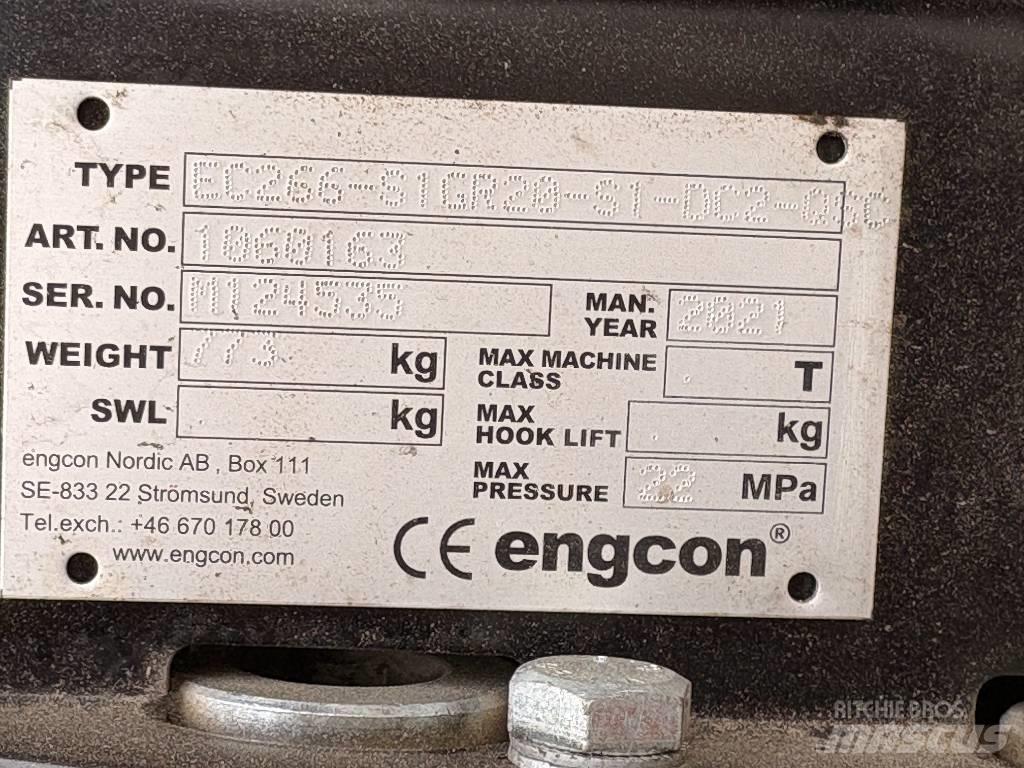 TYPE EC266-S1GR20-S1-DC2-QSC
ART. NO. 1060163
SER. NO. M124535 MAN. YEAR 2021
WEIGHT 773 kg MAX MACHINE CLASS T
SWL kg MAX HOOK LIFT kg
MAX PRESSURE 22 MPa
engcon Nordic AB , Box 111
SE-833 22 Strömsund, Sweden
Tel.exch.: +46 670 178 00
www.engcon.com
CE engcon®
RITCHIE BROS.
MASCUS